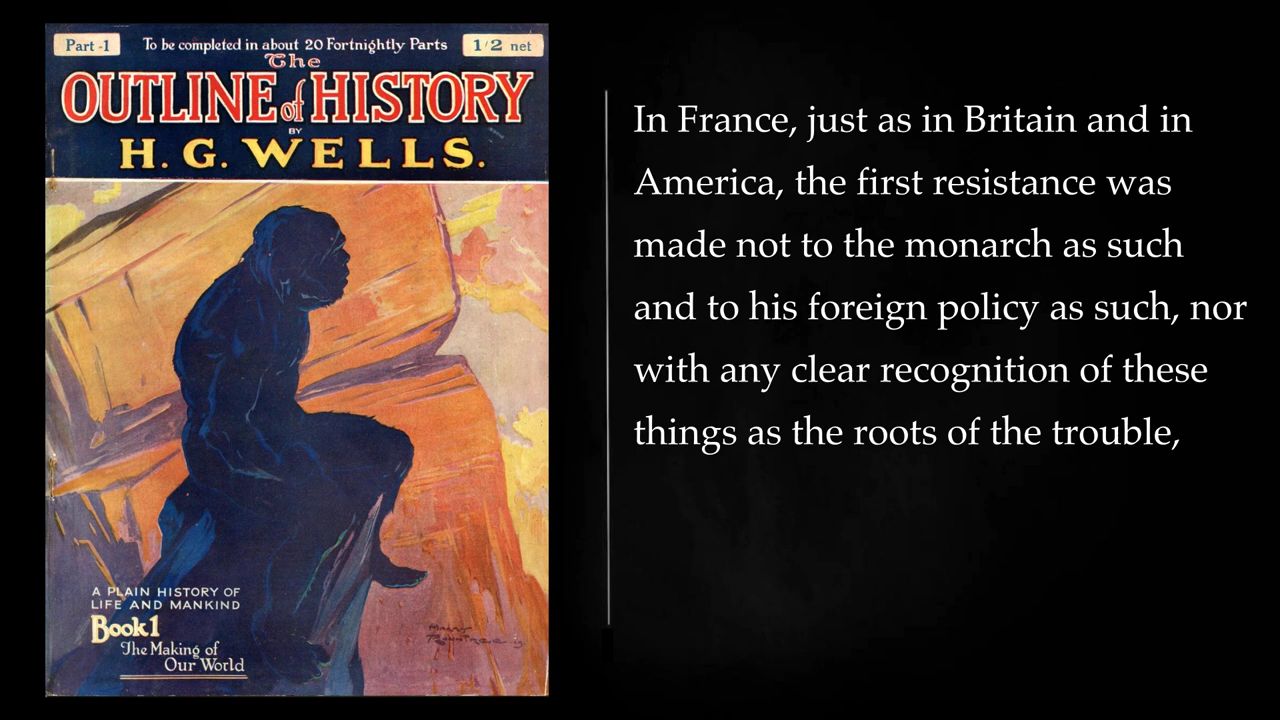 Part -1
To be completed in about 20 Fortnightly Parts
1/2 net
The
OUTLINE of HISTORY
BY
H. G. WELLS.
A PLAIN HISTORY OF
LIFE AND MANKIND
Book 1
The Making of
Our World
In France, just as in Britain and in
America, the first resistance was
made not to the monarch as such
and to his foreign policy as such, nor
with any clear recognition of these
things as the roots of the trouble,